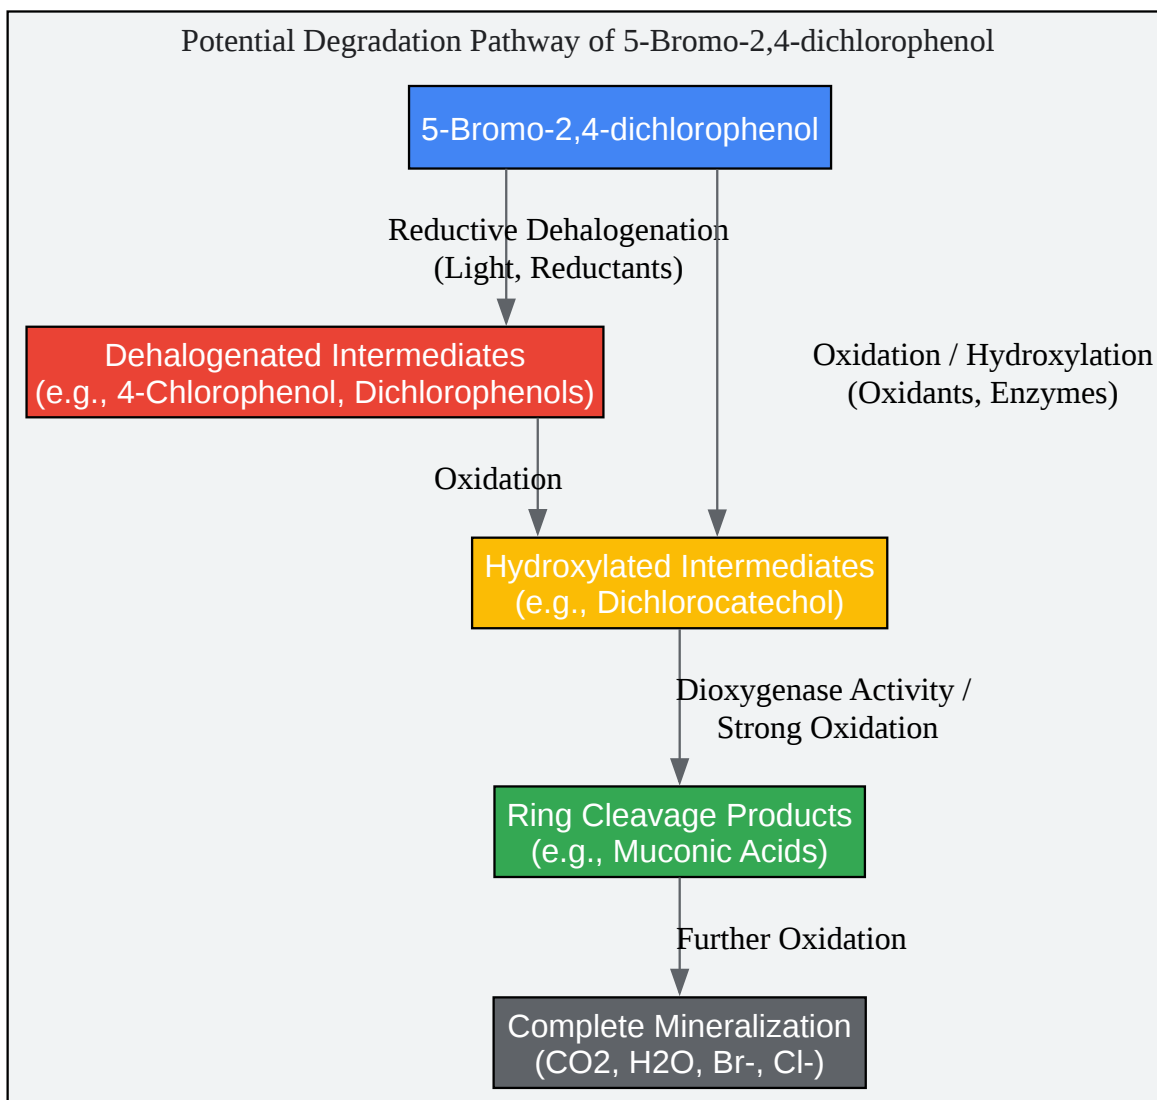 Potential Degradation Pathway of 5-Bromo-2,4-dichlorophenol
5-Bromo-2,4-dichlorophenol
Reductive Dehalogenation
(Light, Reductants)
Dehalogenated Intermediates
(e.g., 4-Chlorophenol, Dichlorophenols)
Oxidation / Hydroxylation
(Oxidants, Enzymes)
Oxidation
Hydroxylated Intermediates
(e.g., Dichlorocatechol)
Dioxygenase Activity /
Strong Oxidation
Ring Cleavage Products
(e.g., Muconic Acids)
Further Oxidation
Complete Mineralization
(CO2, H2O, Br-, Cl-)